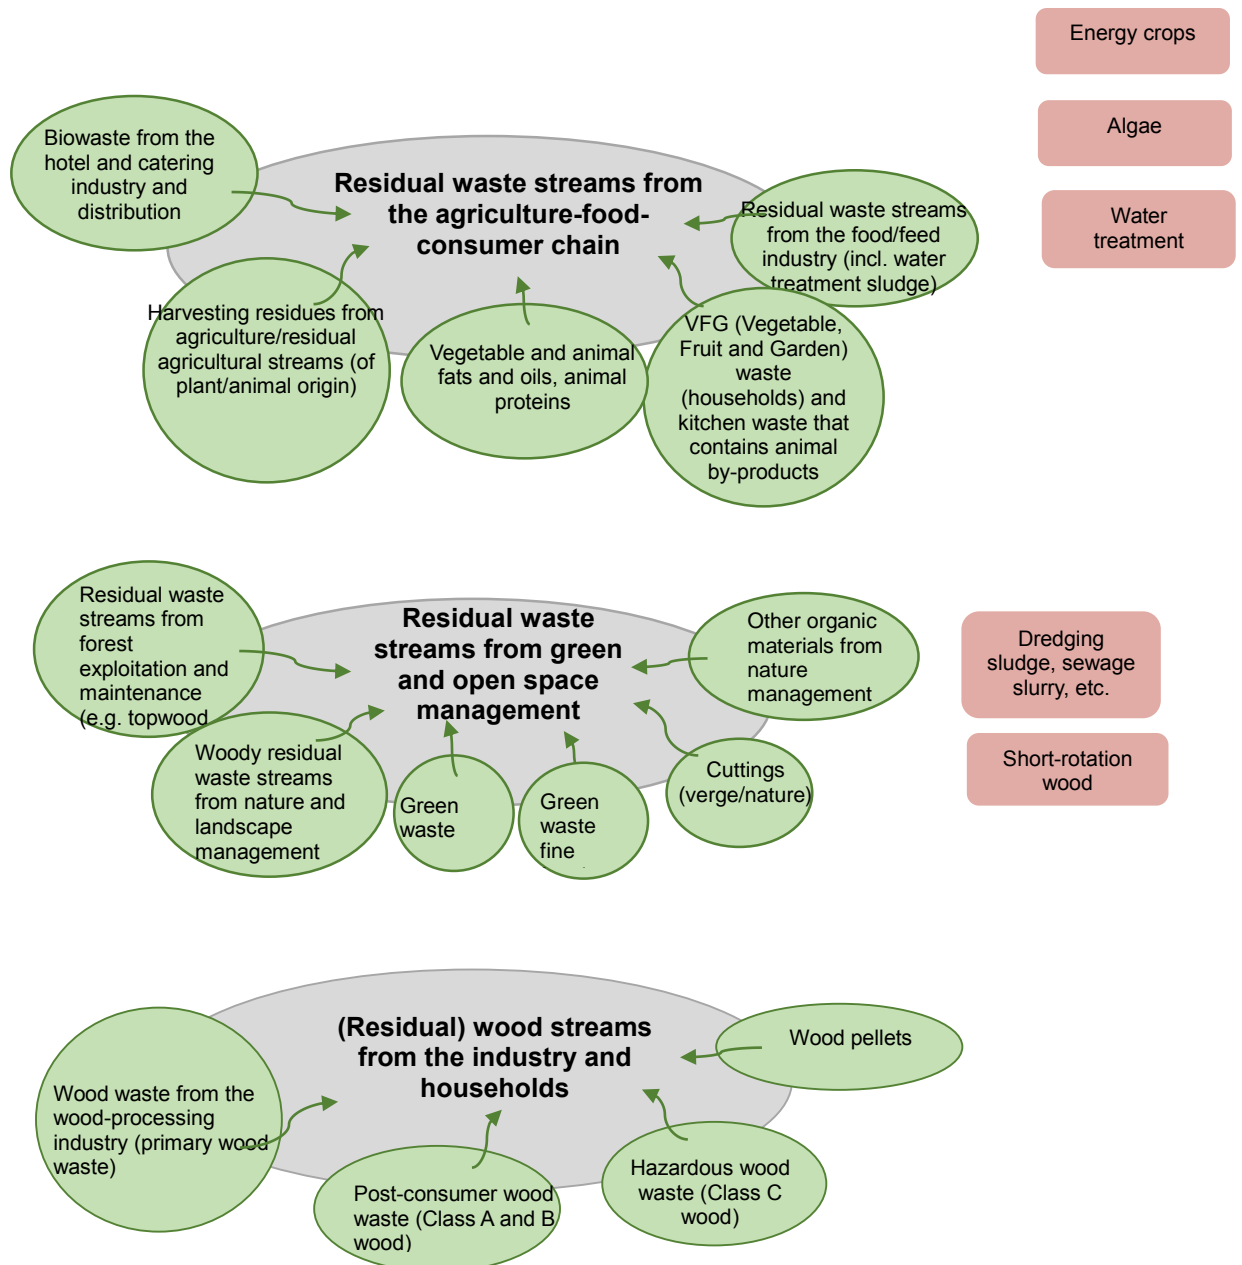 Energy crops
Algae
Water
treatment
Biowaste from the
hotel and catering
industry and
distribution
Residual waste streams from
the agriculture-food-
consumer chain
Residual waste streams
from the food/feed
industry (incl. water
treatment sludge)
Harvesting residues from
agriculture/residual
agricultural streams (of
plant/animal origin)
Vegetable and animal
fats and oils, animal
proteins
VFG (Vegetable,
Fruit and Garden)
waste
(households) and
kitchen waste that
contains animal
by-products
Residual waste
streams from
forest
exploitation and
maintenance
(e.g. topwood
Residual waste
streams from green
and open space
management
Other organic
materials from
nature
management
Dredging
sludge, sewage
slurry, etc.
Short-rotation
wood
Woody residual
waste streams
from nature and
landscape
management
Green
waste
Green
waste
fine
Cuttings
(verge/nature)
(Residual) wood streams
from the industry and
households
Wood pellets
Wood waste from the
wood-processing
industry (primary wood
waste)
Post-consumer wood
waste (Class A and B
wood)
Hazardous wood
waste (Class C
wood)